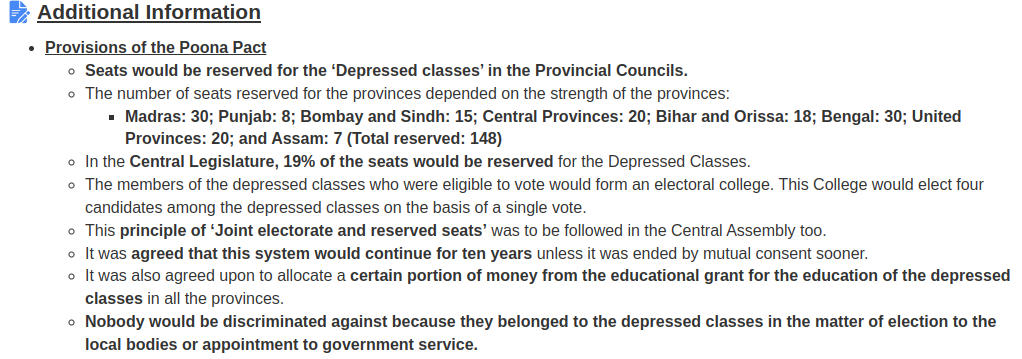 Additional Information
• Provisions of the Poona Pact
○ Seats would be reserved for the ‘Depressed classes’ in the Provincial Councils.
○ The number of seats reserved for the provinces depended on the strength of the provinces:
■ Madras: 30; Punjab: 8; Bombay and Sindh: 15; Central Provinces: 20; Bihar and Orissa: 18; Bengal: 30; United
Provinces: 20; and Assam: 7 (Total reserved: 148)
○ In the Central Legislature, 19% of the seats would be reserved for the Depressed Classes.
○ The members of the depressed classes who were eligible to vote would form an electoral college. This College would elect four
candidates among the depressed classes on the basis of a single vote.
○ This principle of ‘Joint electorate and reserved seats’ was to be followed in the Central Assembly too.
○ It was agreed that this system would continue for ten years unless it was ended by mutual consent sooner.
○ It was also agreed upon to allocate a certain portion of money from the educational grant for the education of the depressed
classes in all the provinces.
○ Nobody would be discriminated against because they belonged to the depressed classes in the matter of election to the
local bodies or appointment to government service.